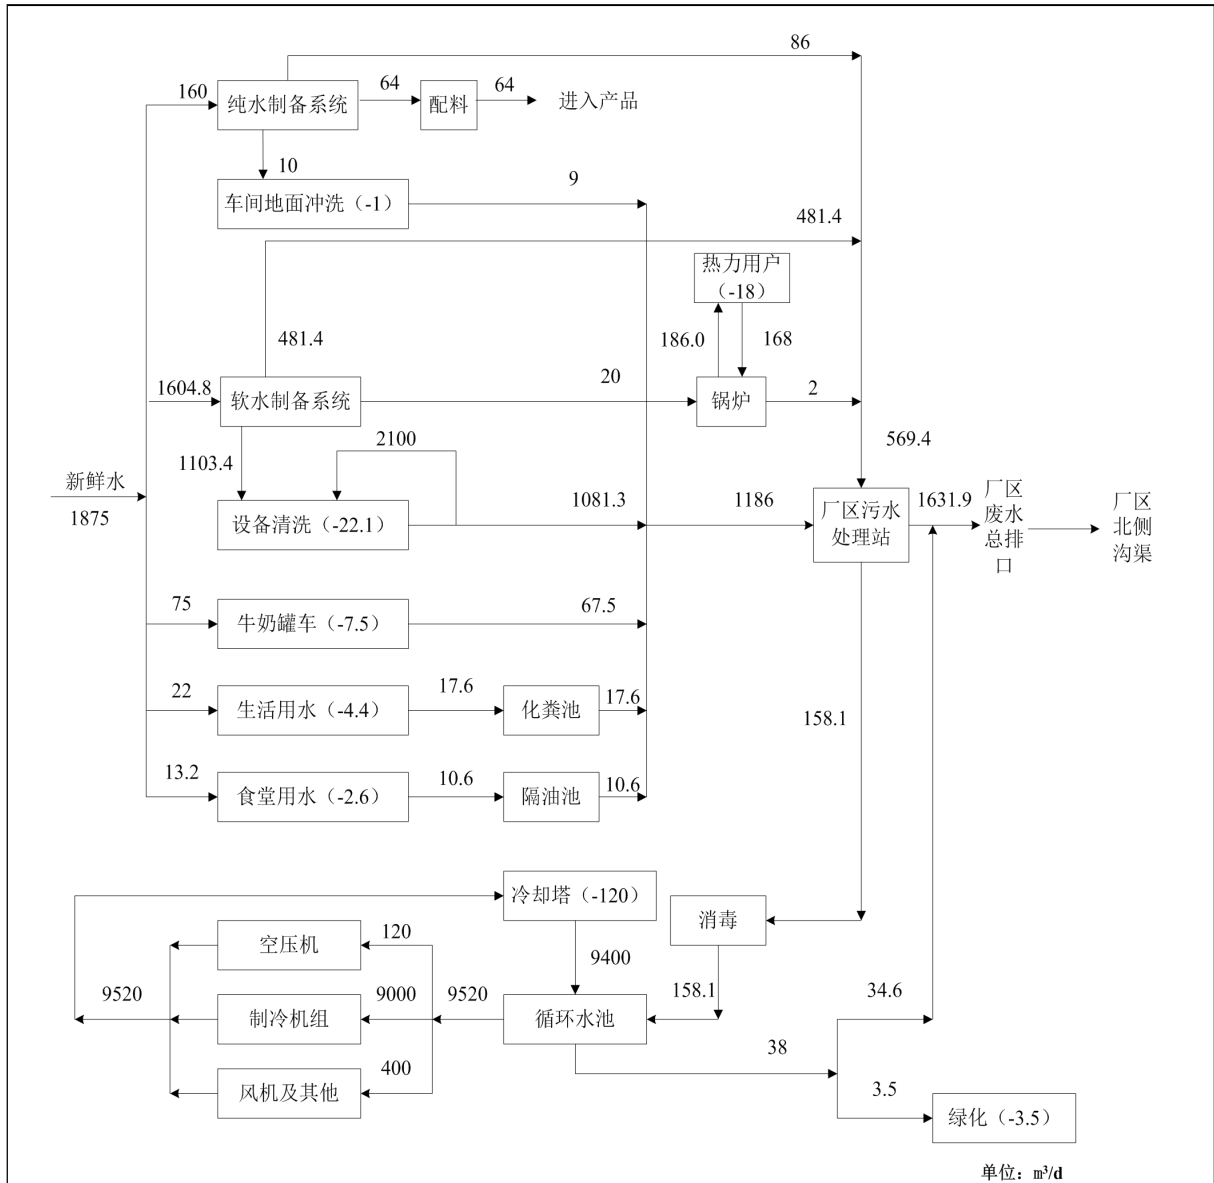 86
160
纯水制备系统
64
配料
64
进入产品
10
车间地面冲洗（-1）
9
481.4
热力用户
（-18）
481.4
186.0
168
1604.8
软水制备系统
20
锅炉
2
569.4
1103.4
2100
新鲜水
1875
设备清洗（-22.1）
1081.3
1186
厂区污水
处理站
1631.9
厂区
废水
总排
口
厂区
北侧
沟渠
75
牛奶罐车（-7.5）
67.5
22
生活用水（-4.4）
17.6
化粪池
17.6
158.1
13.2
食堂用水（-2.6）
10.6
隔油池
10.6
冷却塔（-120）
消毒
空压机
120
9400
158.1
9520
制冷机组
9000
9520
循环水池
34.6
38
风机及其他
400
3.5
绿化（-3.5）
单位：m³/d